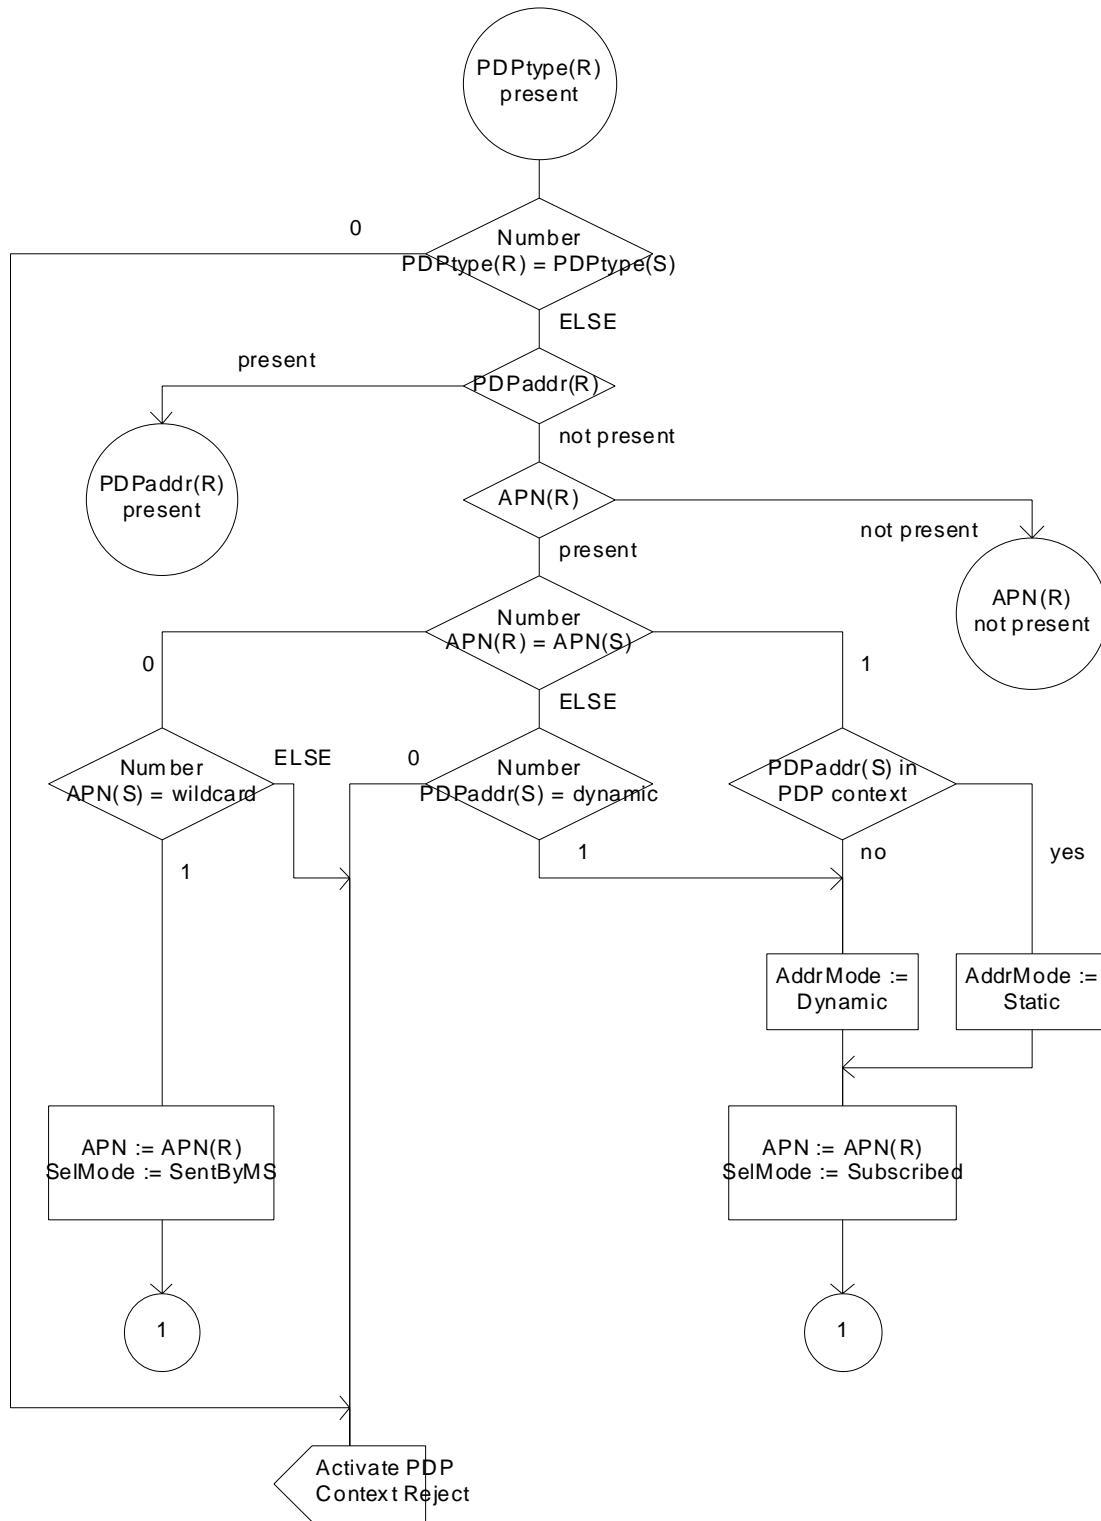 PDPtype(R)
present
0
Number
PDPtype(R) = PDPtype(S)
ELSE
present
PDPaddr(R)
not present
PDPaddr(R)
present
APN(R)
not present
present
APN(R)
not present
Number
APN(R) = APN(S)
0
1
ELSE
Number
APN(S) = wildcard
ELSE
0
Number
PDPaddr(S) = dynamic
PDPaddr(S) in
PDP context
1
1
no
yes
AddrMode :=
Dynamic
AddrMode :=
Static
APN := APN(R)
SelMode := SentByMS
APN := APN(R)
SelMode := Subscribed
1
1
Activate PDP
Context Reject